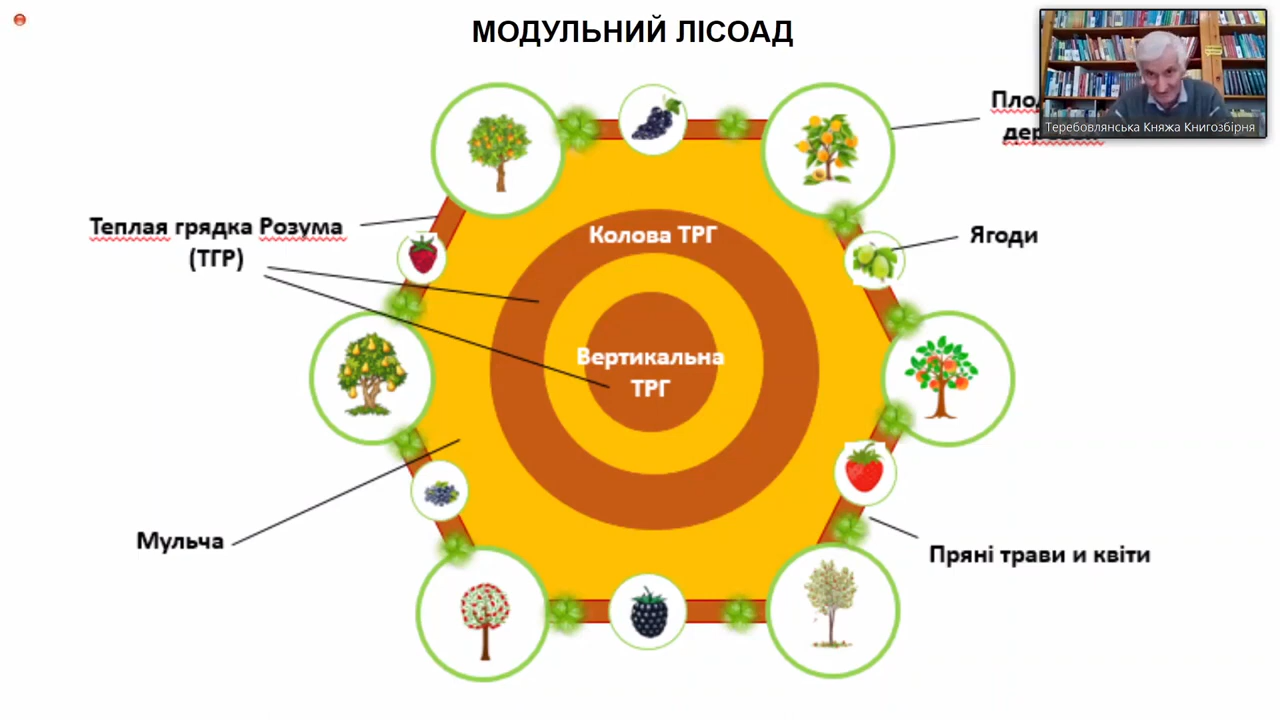 МОДУЛЬНИЙ ЛІСОАД
Теребовлянська Княжа Книгозбірня
Теплая грядка Розума
(ТГР)
Колова ТРГ
Ягоди
Вертикальна
ТРГ
Мульча
Пряні трави и квіти